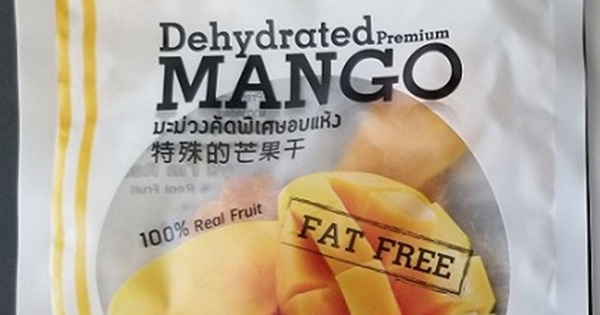 Dehydrated Premium
MANGO
มะม่วงคัดพิเศษอบแห้ง
特殊的芒果干
100% Real Fruit
FAT FREE